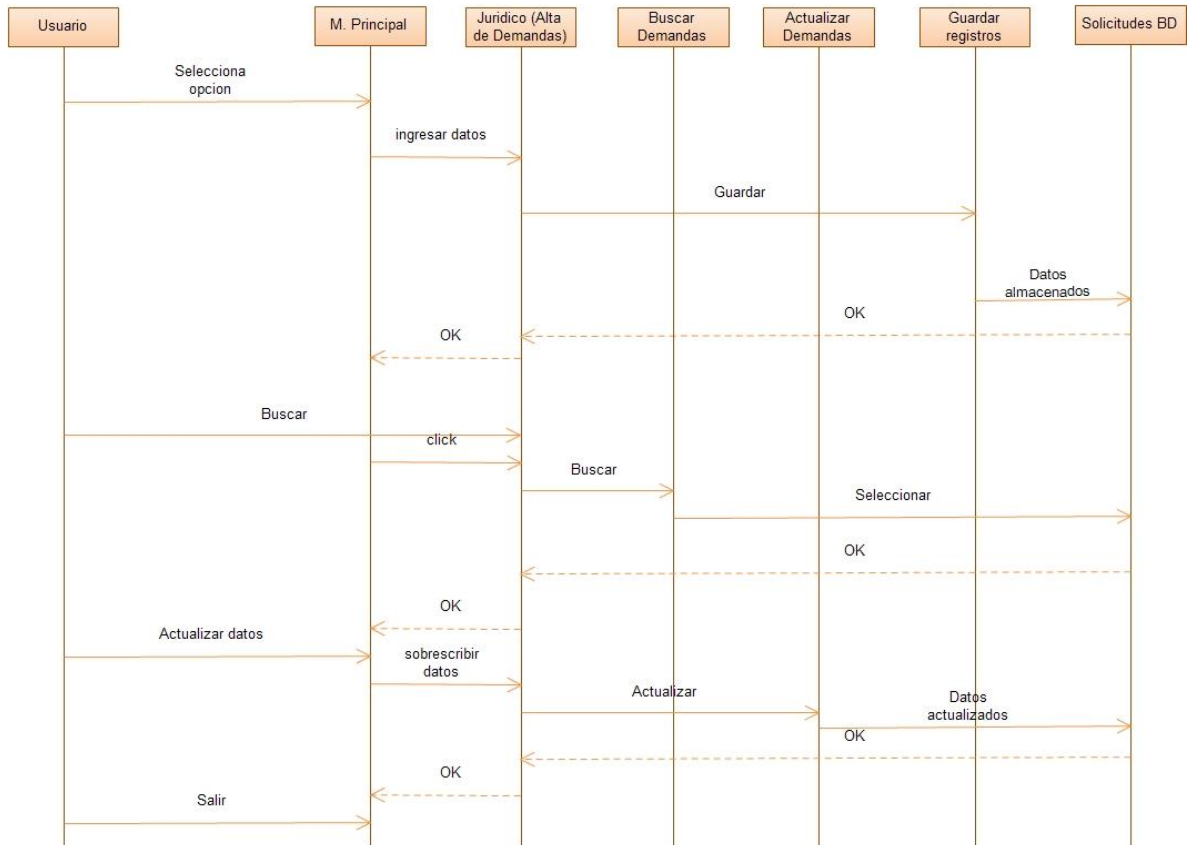 Usuario
M. Principal
Juridico (Alta
de Demandas)
Buscar
Demandas
Actualizar
Demandas
Guardar
registros
Solicitudes BD
Selecciona
opcion
ingresar datos
Guardar
Datos
almacenados
OK
OK
Buscar
click
Buscar
Seleccionar
OK
OK
Actualizar datos
sobrescribir
datos
Actualizar
Datos
actualizados
OK
OK
Salir